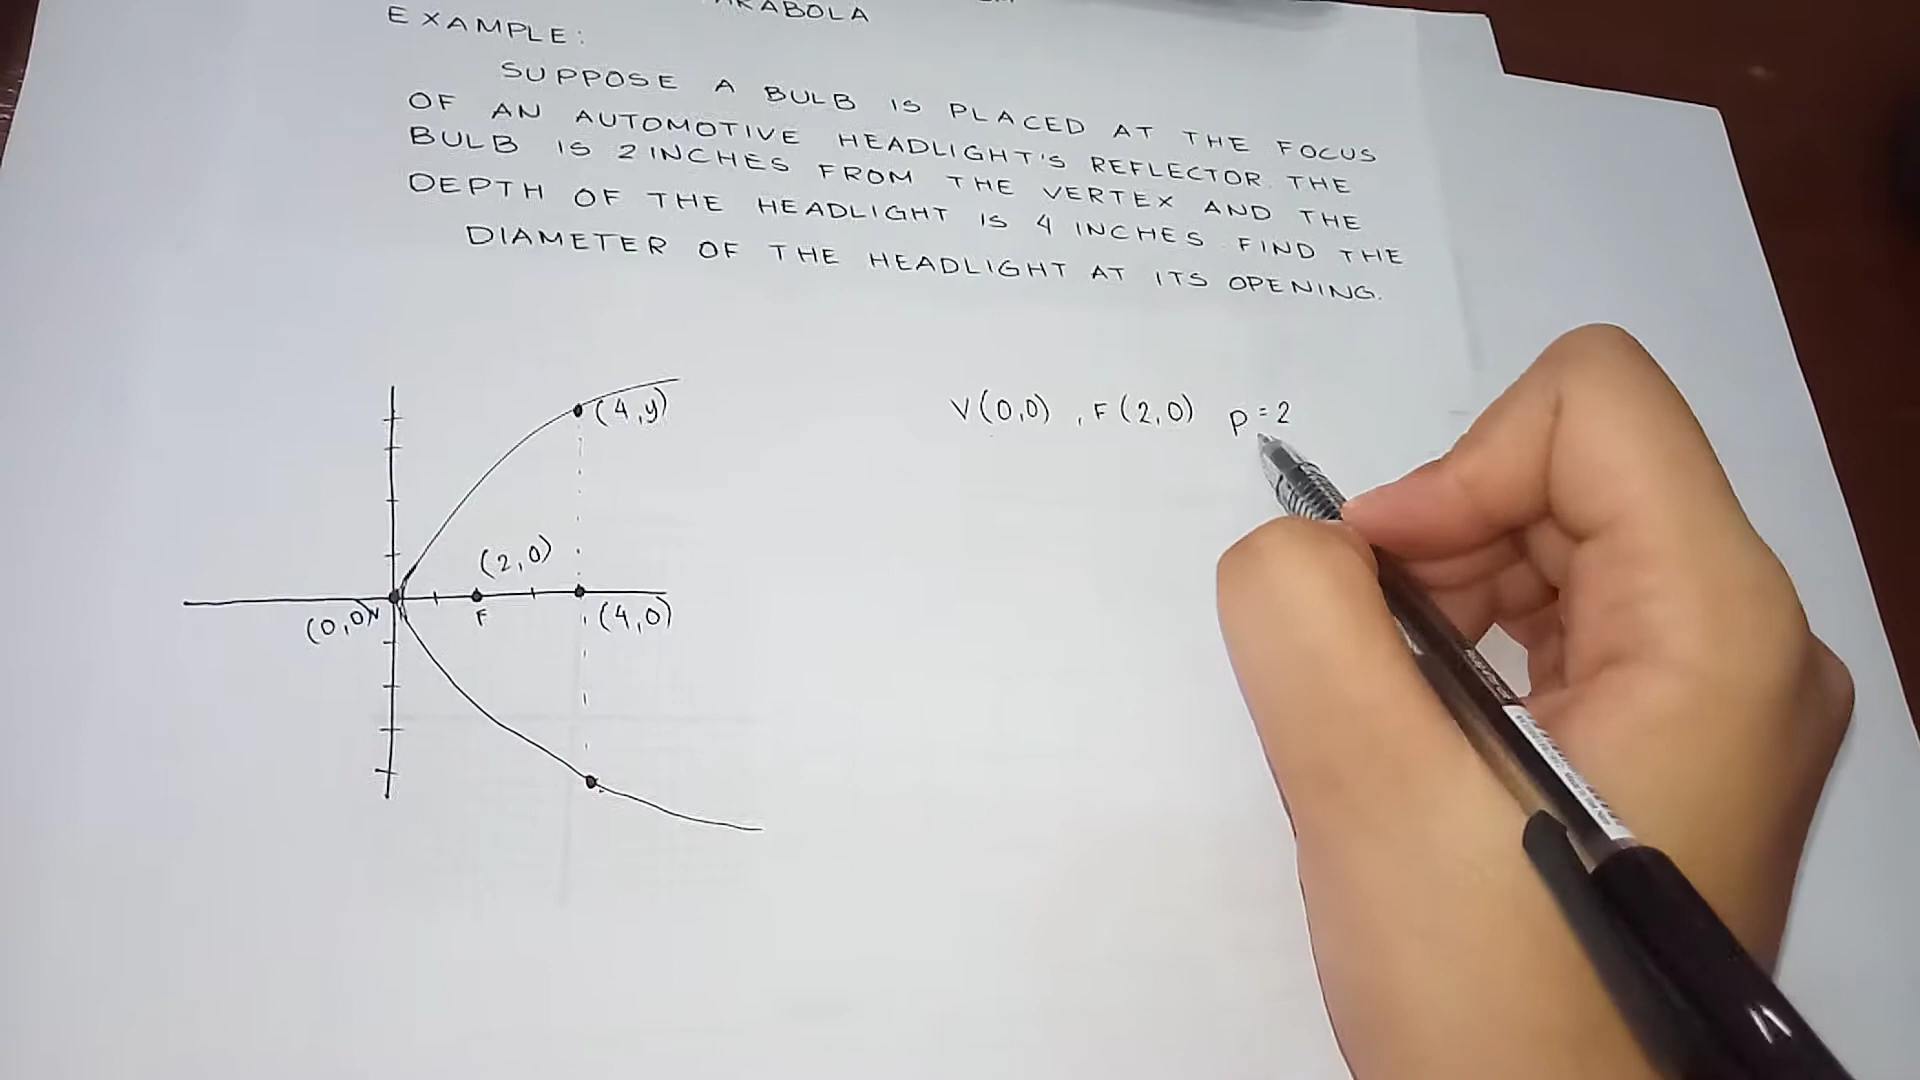 PARABOLA
EXAMPLE:
SUPPOSE A BULB IS PLACED AT THE FOCUS
OF AN AUTOMOTIVE HEADLIGHT'S REFLECTOR. THE
BULB IS 2 INCHES FROM THE VERTEX AND THE
DEPTH OF THE HEADLIGHT IS 4 INCHES. FIND THE
DIAMETER OF THE HEADLIGHT AT ITS OPENING.
(4,y)
V(0,0), F(2,0) p=2
(2,0)
(0,0)V
F
(4,0)